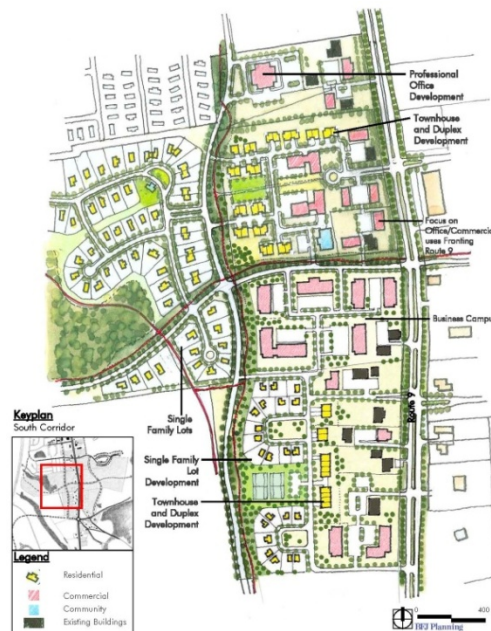 Professional
Office
Development
Townhouse
and Duplex
Development
Focus on
Office/Commercial
uses Fronting
Route 9
Business Campus
Route 9
Single
Family Lots
Single Family
Lot
Development
Townhouse
and Duplex
Development
Keyplan
South Corridor
Legend
Residential
Commercial
Community
Existing Buildings
0
400
BFJ Planning